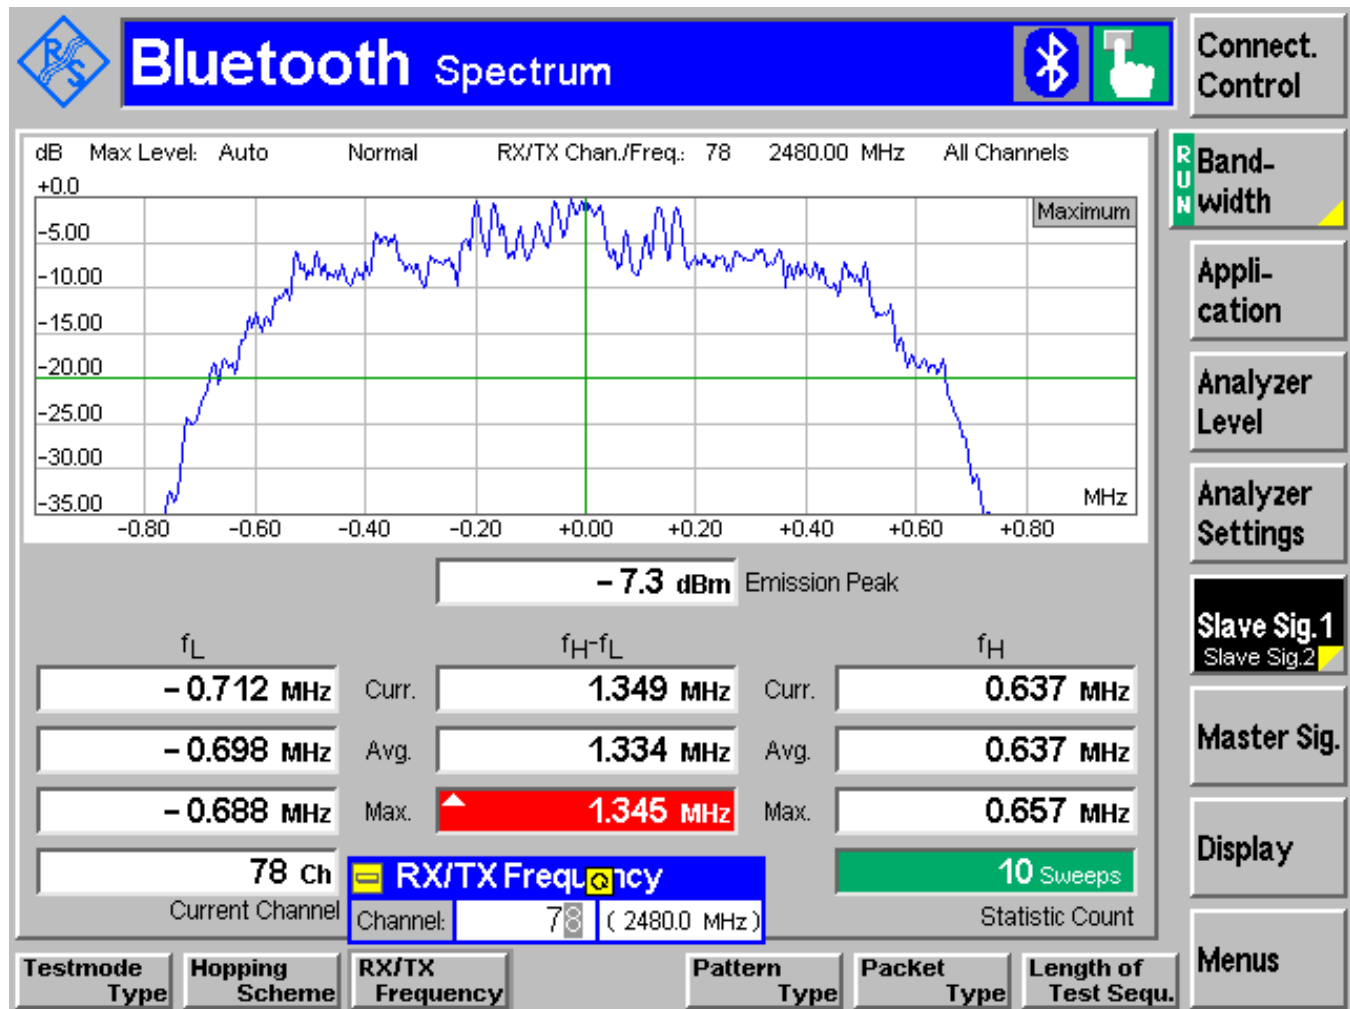 R&S
Bluetooth Spectrum
Connect. Control
dB Max Level: Auto Normal RX/TX Chan./Freq.: 78 2480.00 MHz All Channels
RUN
Band-
width
+0.0
Maximum
-5.00
-10.00
-15.00
-20.00
-25.00
-30.00
-35.00
MHz
-0.80 -0.60 -0.40 -0.20 +0.00 +0.20 +0.40 +0.60 +0.80
Appli-
cation
Analyzer
Level
Analyzer
Settings
– 7.3 dBm Emission Peak
fL fH-fL fH
– 0.712 MHz Curr. 1.349 MHz Curr. 0.637 MHz
– 0.698 MHz Avg. 1.334 MHz Avg. 0.637 MHz
– 0.688 MHz Max. 1.345 MHz Max. 0.657 MHz
Slave Sig.1
Slave Sig.2
Master Sig.
Display
78 Ch
Current Channel
RX/TX Frequency
Channel: 78 ( 2480.0 MHz )
10 Sweeps
Statistic Count
Testmode
Type
Hopping
Scheme
RX/TX
Frequency
Pattern
Type
Packet
Type
Length of
Test Sequ.
Menus